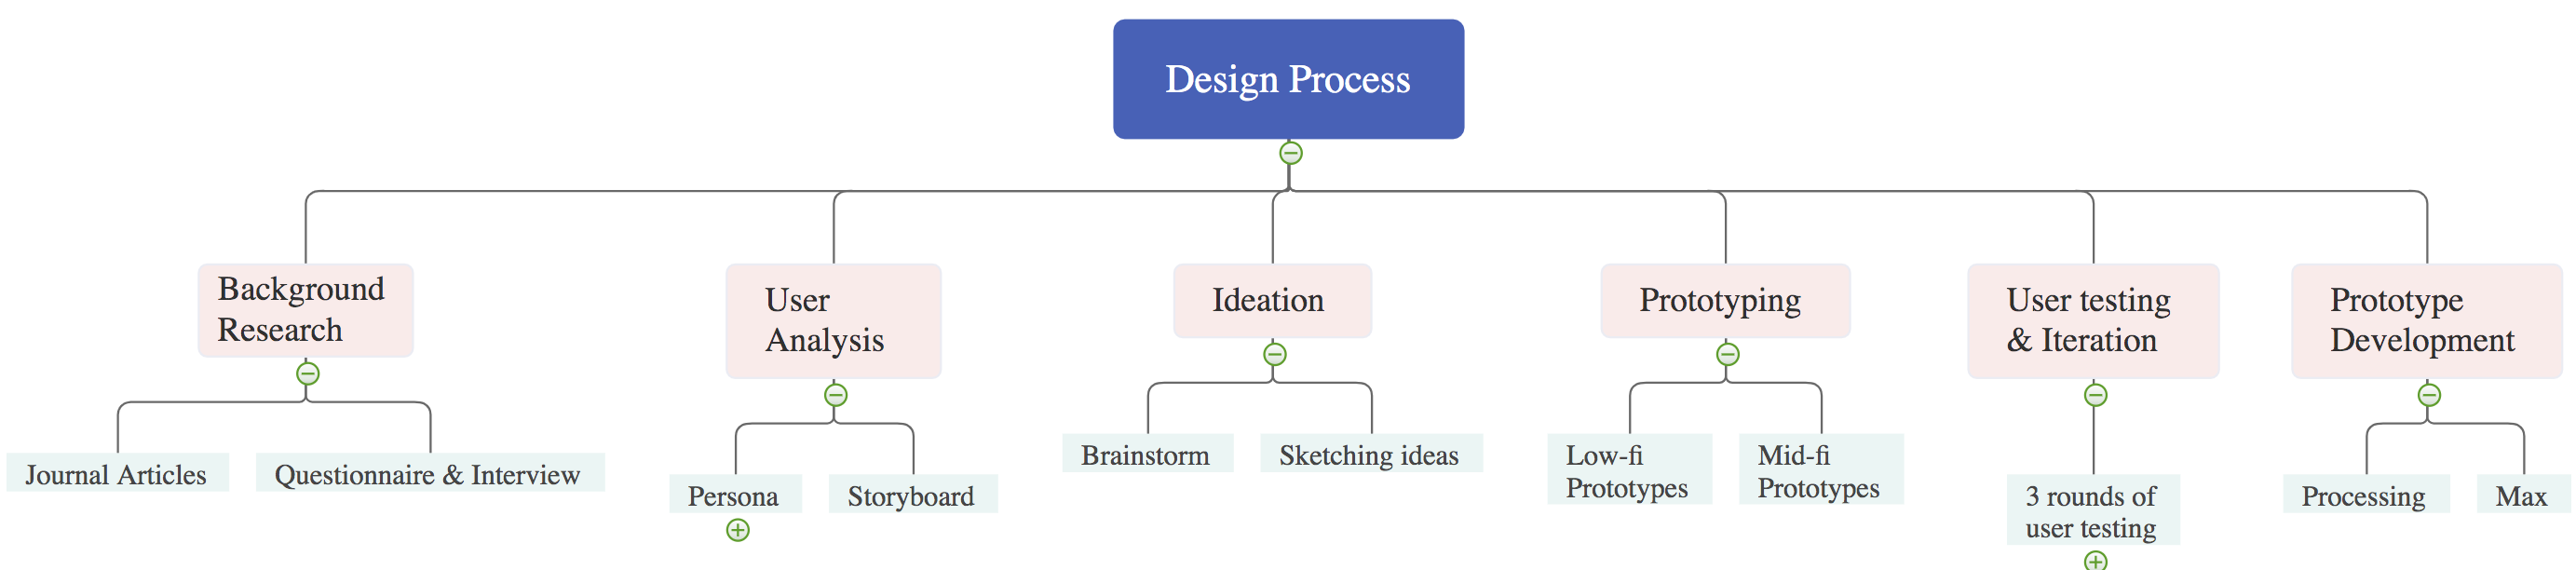 Design Process
Background
Research
User
Analysis
Ideation
Prototyping
User testing
& Iteration
Prototype
Development
Journal Articles
Questionnaire & Interview
Persona
Storyboard
Brainstorm
Sketching ideas
Low-fi
Prototypes
Mid-fi
Prototypes
3 rounds of
user testing
Processing
Max